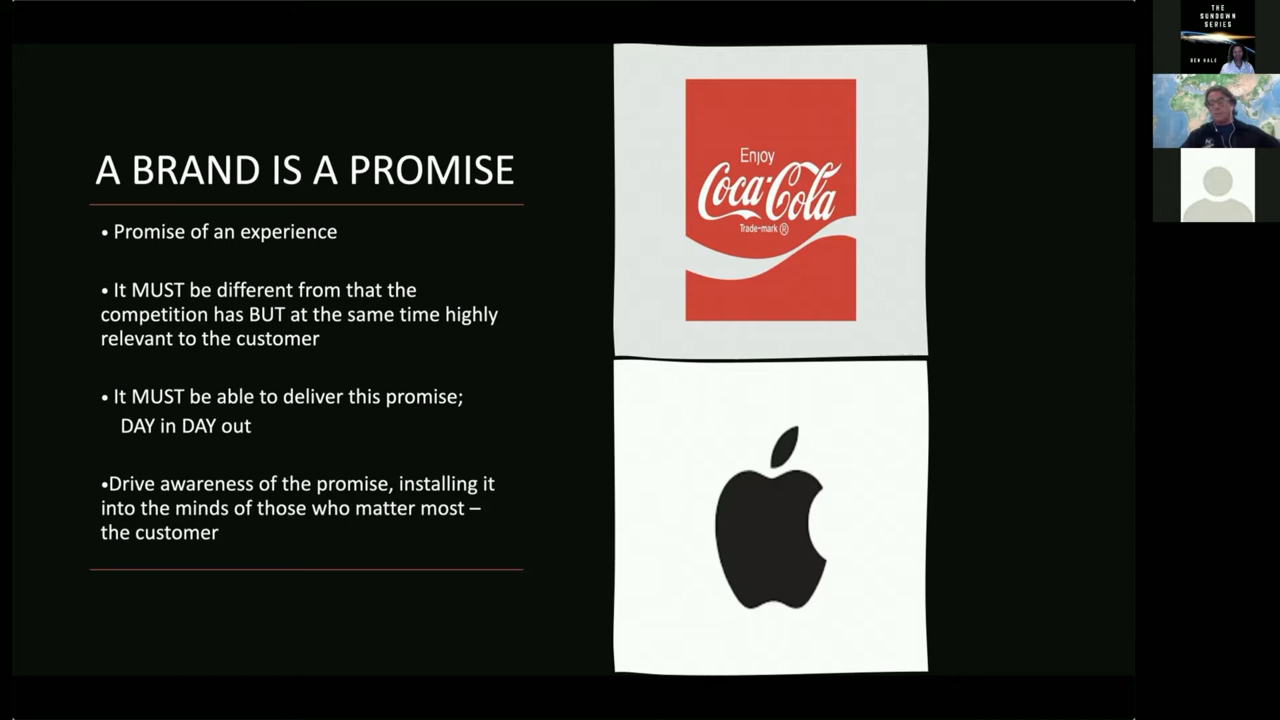 A BRAND IS A PROMISE
• Promise of an experience
• It MUST be different from that the
competition has BUT at the same time highly
relevant to the customer
• It MUST be able to deliver this promise;
DAY in DAY out
•Drive awareness of the promise, installing it
into the minds of those who matter most –
the customer
Enjoy
Coca-Cola
Trade-mark ®
THE
SUNDOWN
SERIES
BEN HALE